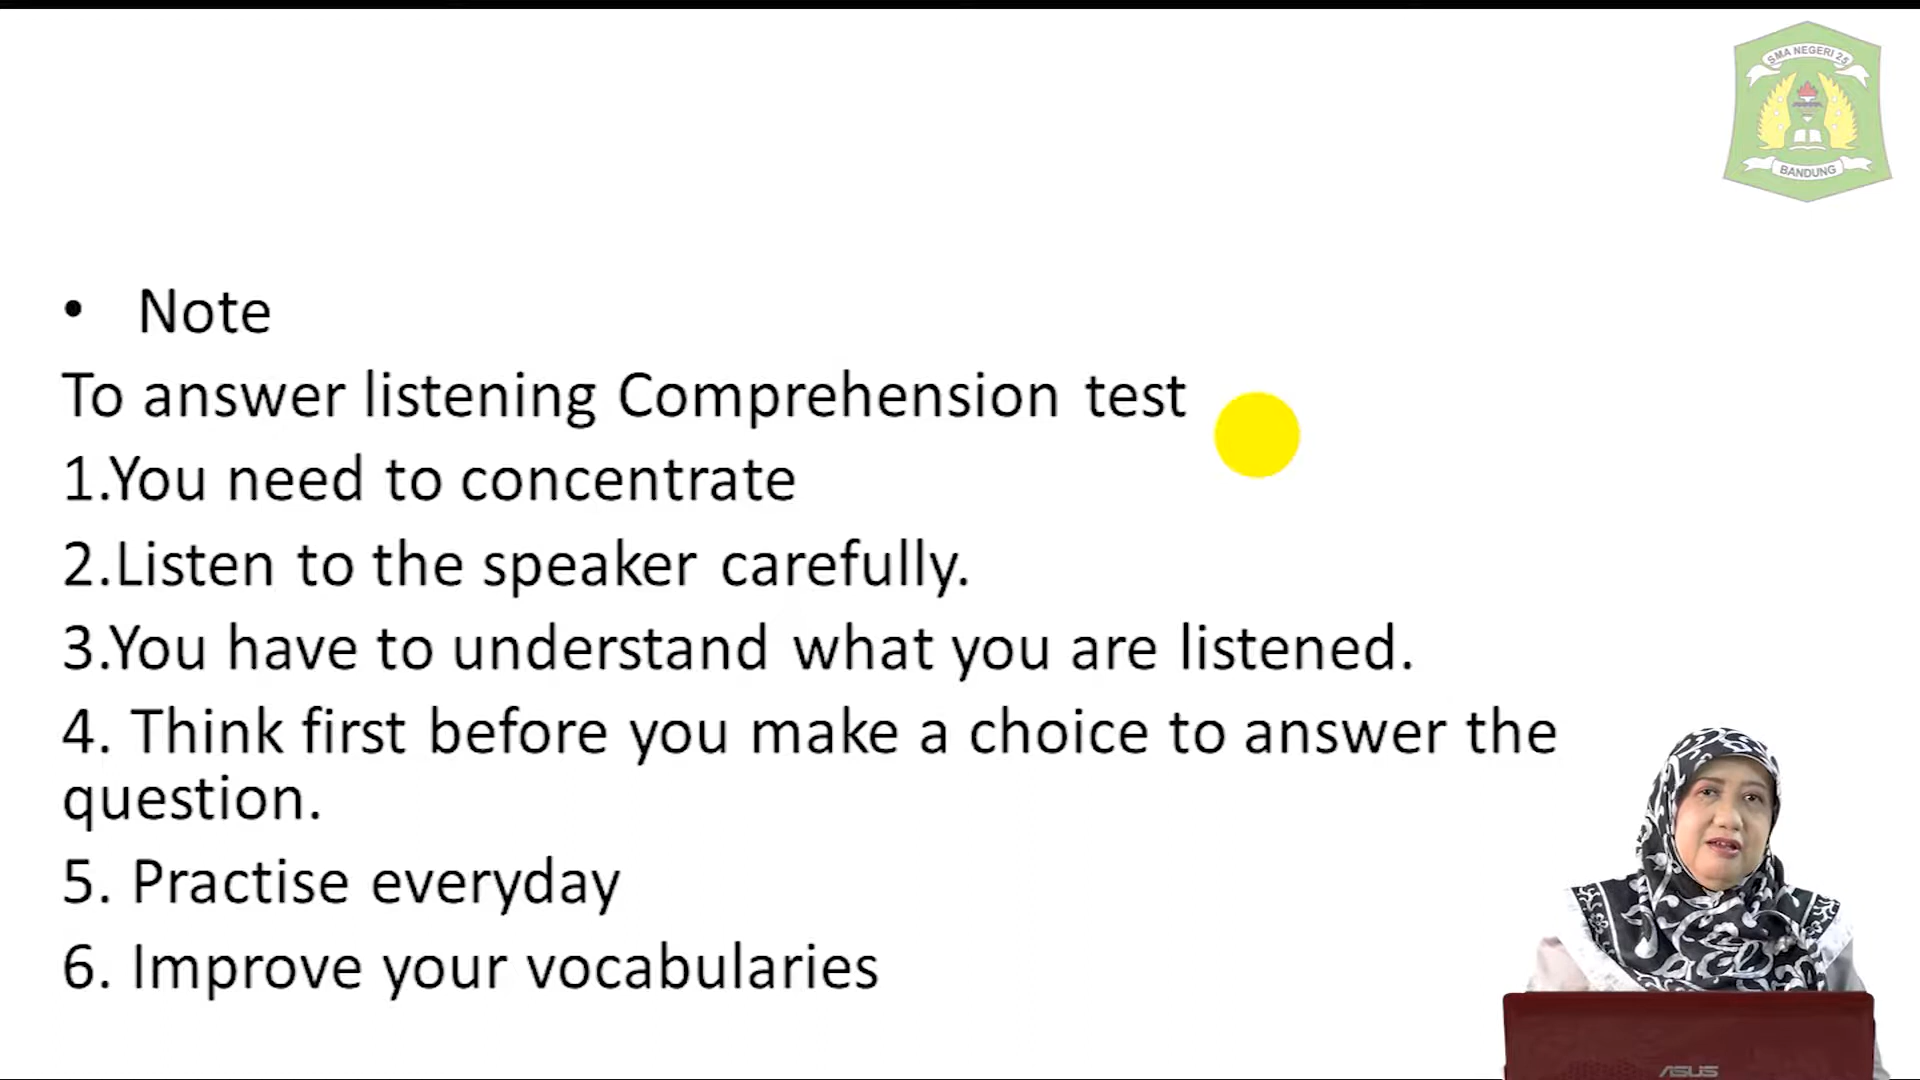 SMA NEGERI 25
BANDUNG
• Note
To answer listening Comprehension test
1.You need to concentrate
2.Listen to the speaker carefully.
3.You have to understand what you are listened.
4. Think first before you make a choice to answer the
question.
5. Practise everyday
6. Improve your vocabularies
ASUS